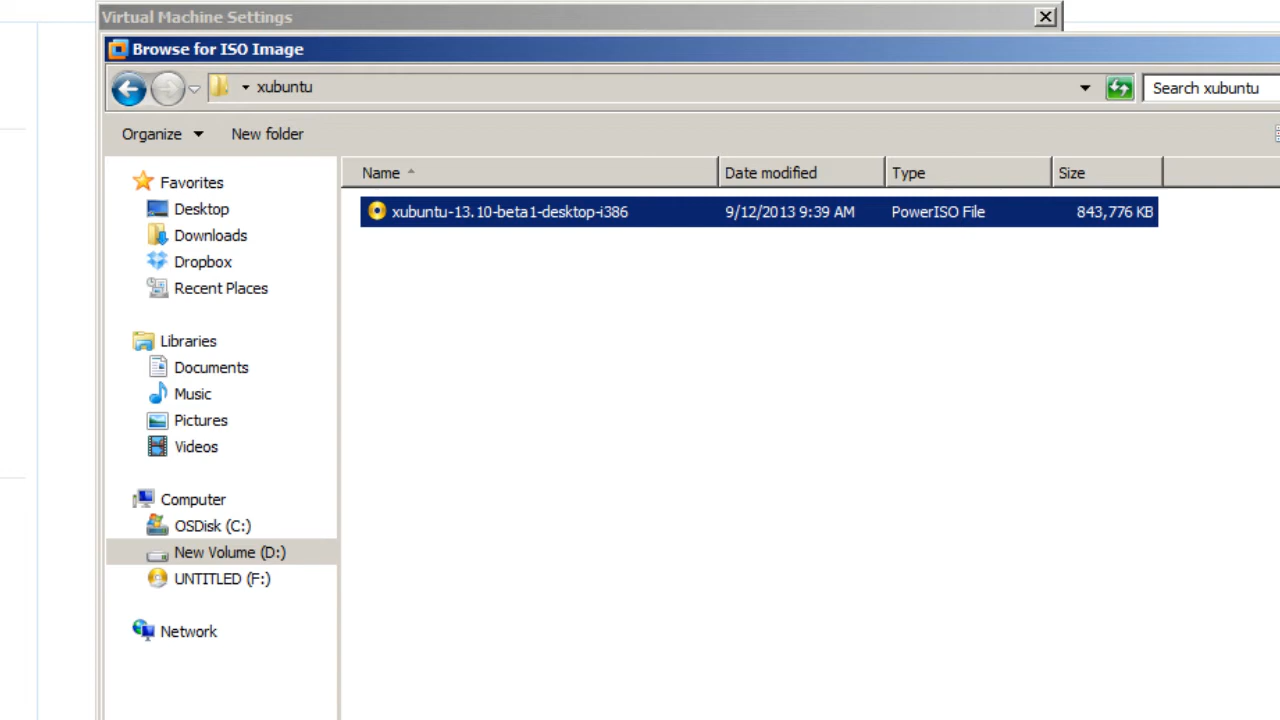 Virtual Machine Settings
Browse for ISO Image
xubuntu
Search xubuntu
Organize
New folder
Name
Date modified
Type
Size
Favorites
Desktop
Downloads
Dropbox
Recent Places
Libraries
Documents
Music
Pictures
Videos
Computer
OSDisk (C:)
New Volume (D:)
UNTITLED (F:)
Network
xubuntu-13.10-beta1-desktop-i386
9/12/2013 9:39 AM
PowerISO File
843,776 KB